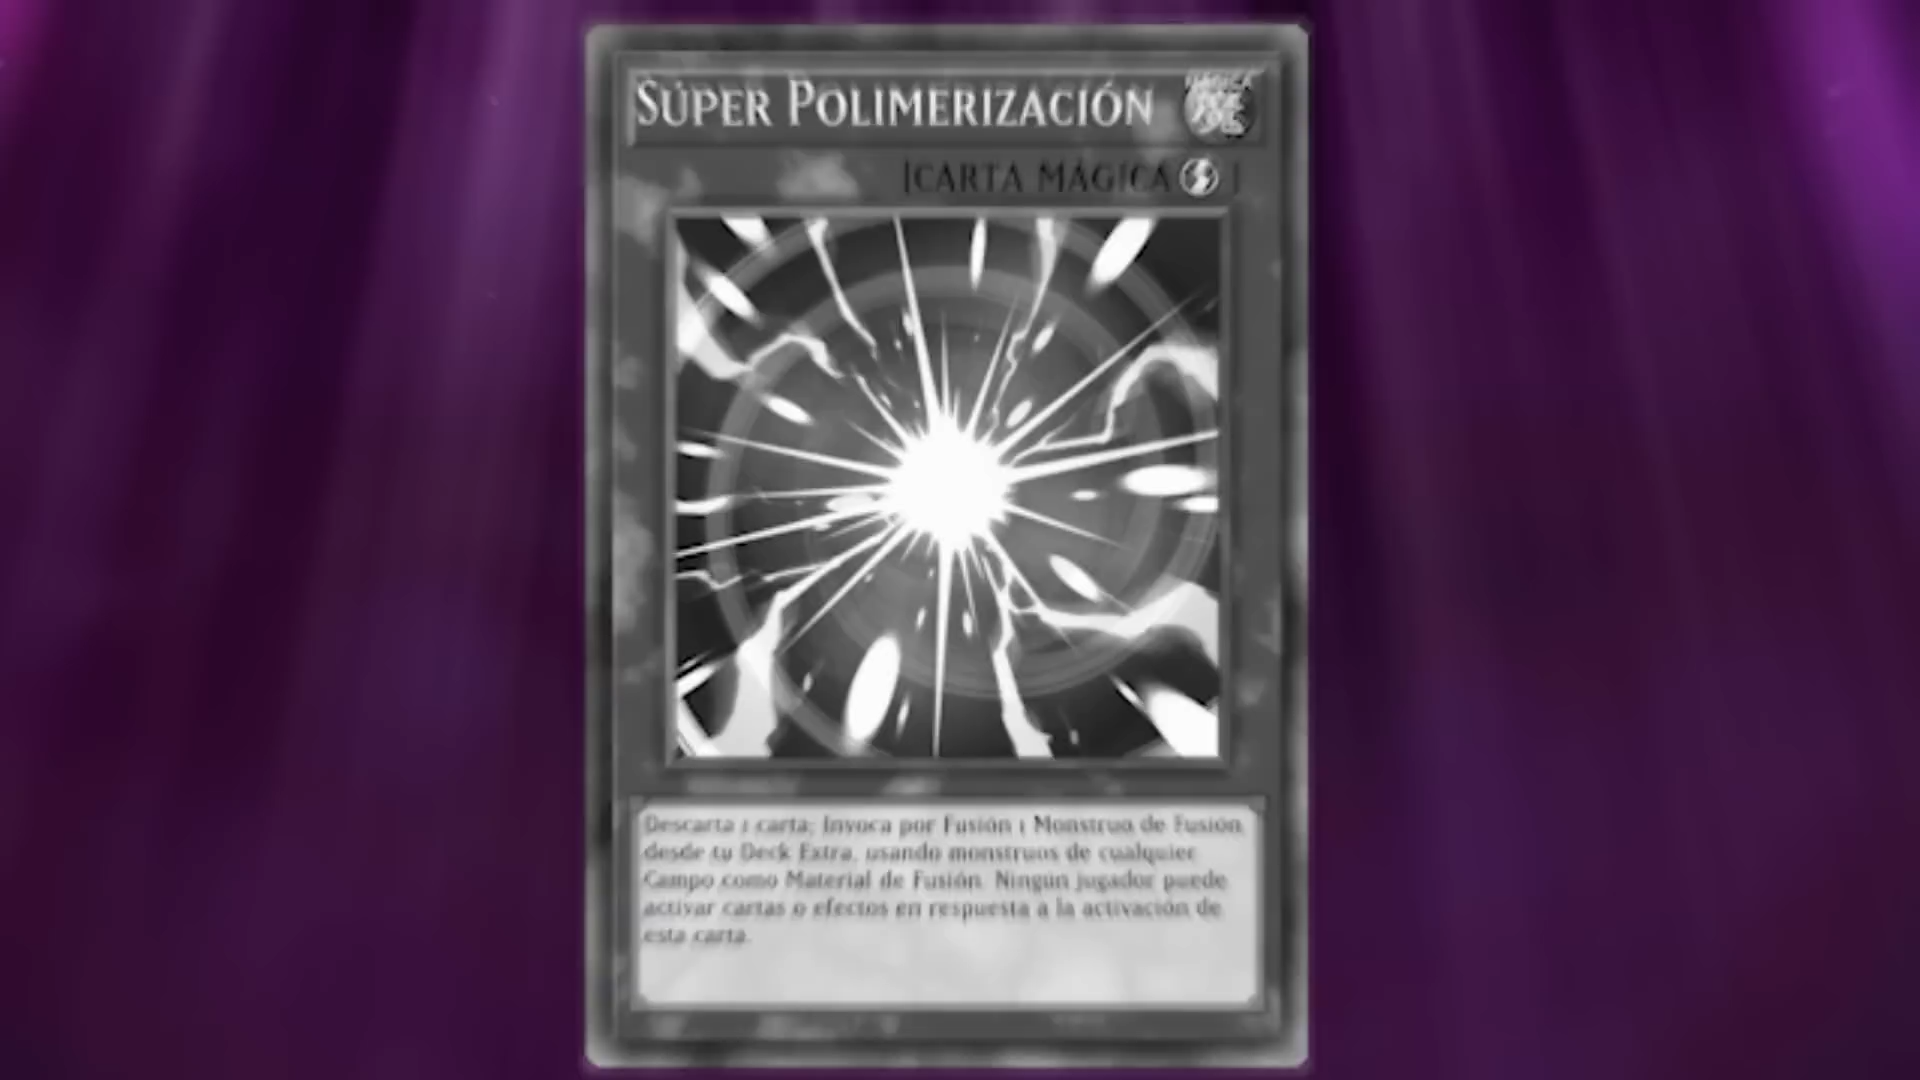 SÚPER POLIMERIZACIÓN
MÁGICA
[CARTA MÁGICA ]
Descarta 1 carta; Invoca por Fusión 1 Monstruo de Fusión
desde tu Deck Extra, usando monstruos de cualquier
Campo como Material de Fusión. Ningún jugador puede
activar cartas o efectos en respuesta a la activación de
esta carta.